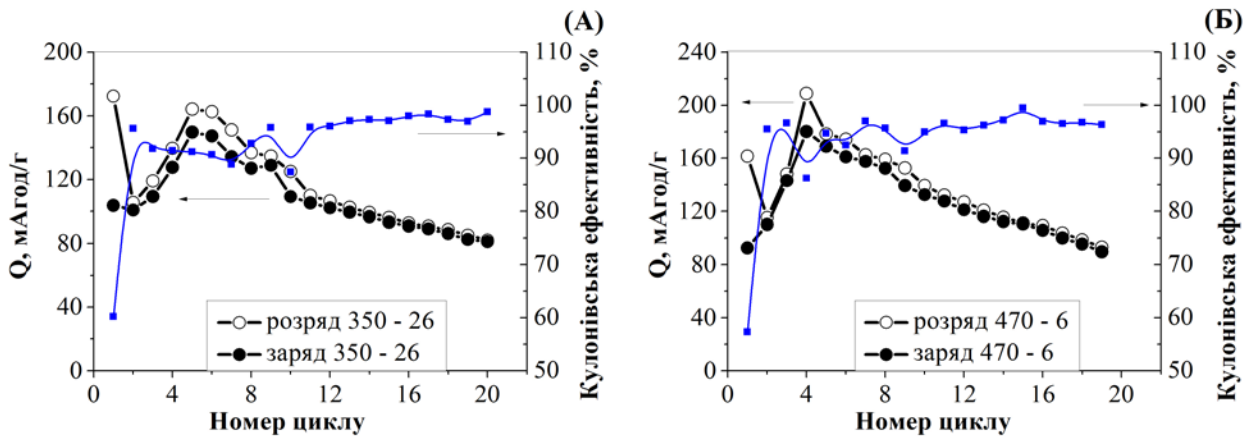 (А)
200
160
120
80
40
0
Q, мАгод/г
110
100
90
80
70
60
50
Кулонівська ефективність, %
розряд 350 - 26
заряд 350 - 26
0 4 8 12 16 20
Номер циклу
(Б)
240
200
160
120
80
40
0
Q, мАгод/г
110
100
90
80
70
60
50
Кулонівська ефективність, %
розряд 470 - 6
заряд 470 - 6
0 4 8 12 16 20
Номер циклу